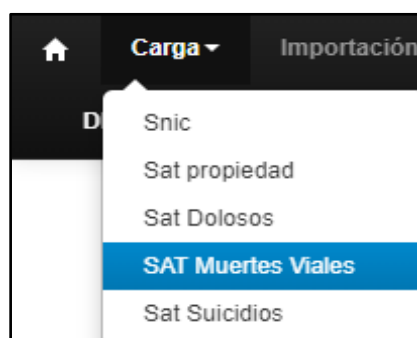 Carga Importación
D
Snic
Sat propiedad
Sat Dolosos
SAT Muertes Viales
Sat Suicidios